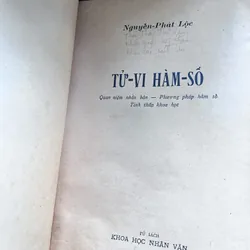 Nguyễn-Phát Lộc
TỬ-VI HÀM-SỐ
Quan niệm nhân bản — Phương pháp hàm số
Tinh thần khoa học
TỦ SÁCH
KHOA HỌC NHÂN VĂN